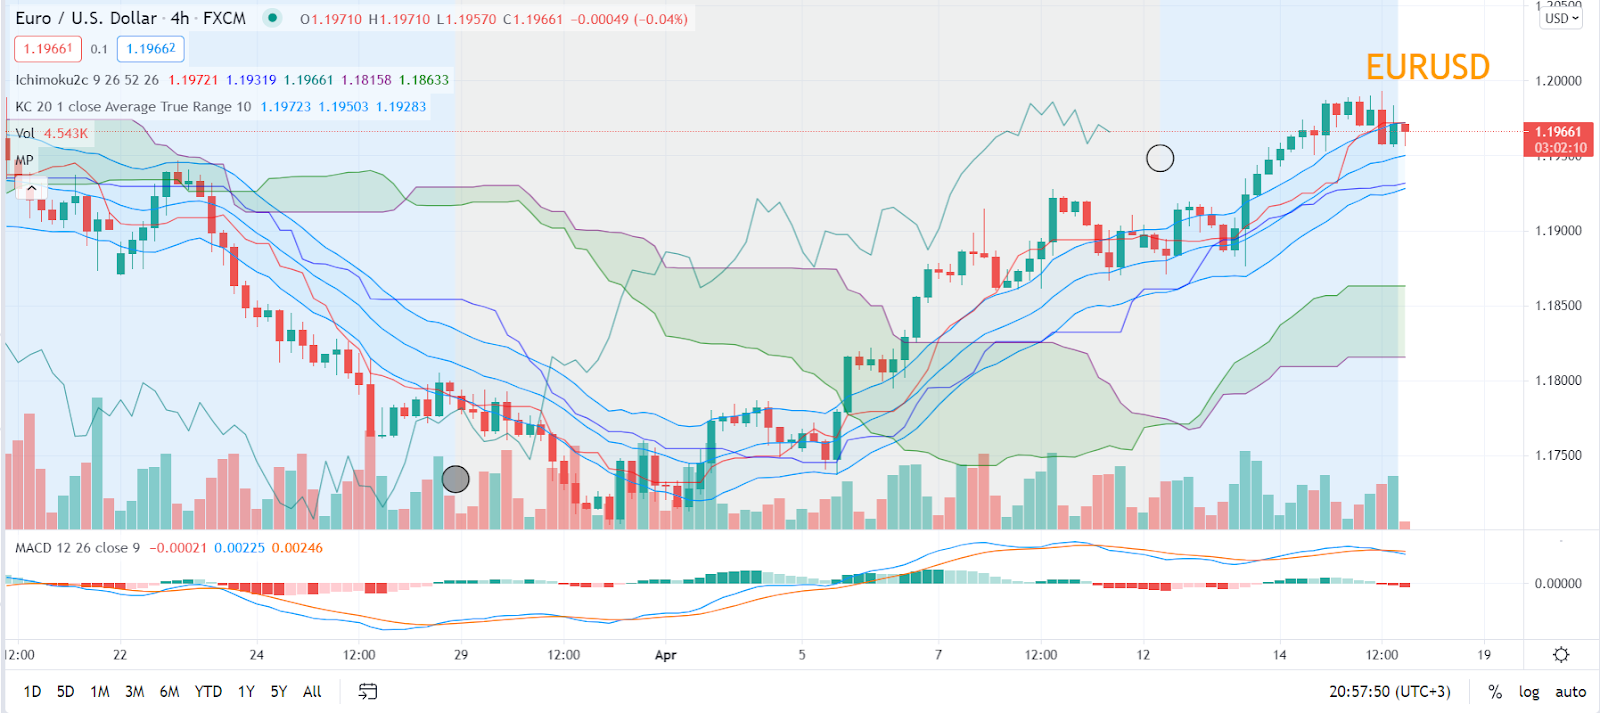 Euro / U.S. Dollar · 4h · FXCM O1.19710 H1.19710 L1.19570 C1.19661 −0.00049 (−0.04%)
1.19661 0.1 1.19662
Ichimoku2c 9 26 52 26 1.19721 1.19319 1.19661 1.18158 1.18633
KC 20 1 close Average True Range 10 1.19723 1.19503 1.19283
Vol 4.543K
MP
EURUSD
USD
1.20500
1.20000
1.19661
03:02:10
1.19500
1.19000
1.18500
1.18000
1.17500
MACD 12 26 close 9 −0.00021 0.00225 0.00246
0.00000
12:00 22 24 12:00 29 12:00 Apr 5 7 12:00 12 14 12:00 19
1D 5D 1M 3M 6M YTD 1Y 5Y All 20:57:50 (UTC+3) % log auto